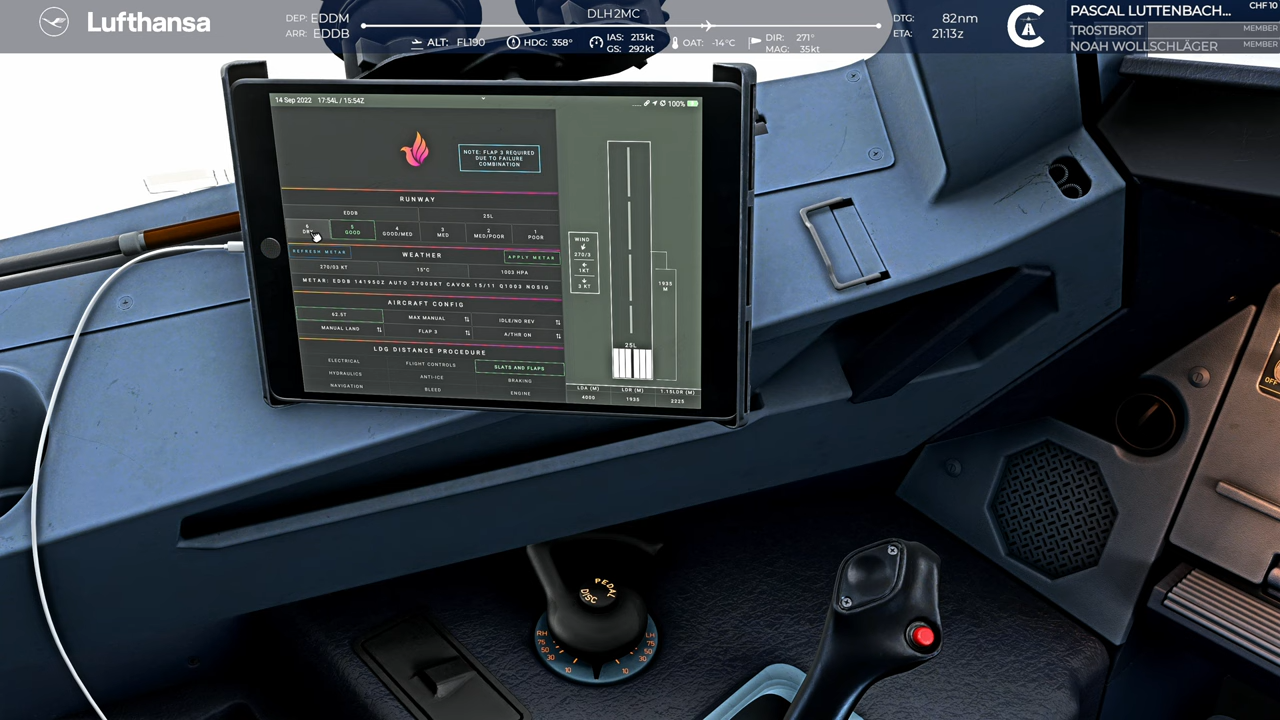 Lufthansa
DEP: EDDM
ARR: EDDB
DLH2MC
ALT: FL190
HDG: 358°
IAS: 213kt
GS: 292kt
OAT: -14°C
DIR: 271°
MAG: 35kt
DTG: 82nm
ETA: 21:13z
CA
PASCAL LUTTENBACH...
CHF 10
TROSTBROT
MEMBER
NOAH WOLLSCHLÄGER
MEMBER
14 Sep 2022 17:54L / 15:54Z
100%
NOTE: FLAP 3 REQUIRED
DUE TO FAILURE
COMBINATION
RUNWAY
EDDB 25L
6 DRY
5 GOOD
4 GOOD/MED
3 MED
2 MED/POOR
1 POOR
REFRESH METAR
WEATHER
APPLY METAR
270/03 KT 15°C 1003 HPA
METAR: EDDB 141950Z AUTO 27003KT CAVOK 15/11 Q1003 NOSIG
AIRCRAFT CONFIG
62.5T MAX MANUAL IDLE/NO REV
MANUAL LAND FLAP 3 A/THR ON
LDG DISTANCE PROCEDURE
ELECTRICAL FLIGHT CONTROLS SLATS AND FLAPS
HYDRAULICS ANTI-ICE BRAKING
NAVIGATION BLEED ENGINE
WIND
270/3
1KT
3 KT
1935
M
25L
LDA (M) LDR (M) 1.15LDR (M)
4000 1935 2225
PEDAL
DISC
RH LH
75 75
50 50
30 30
10 10
OFF